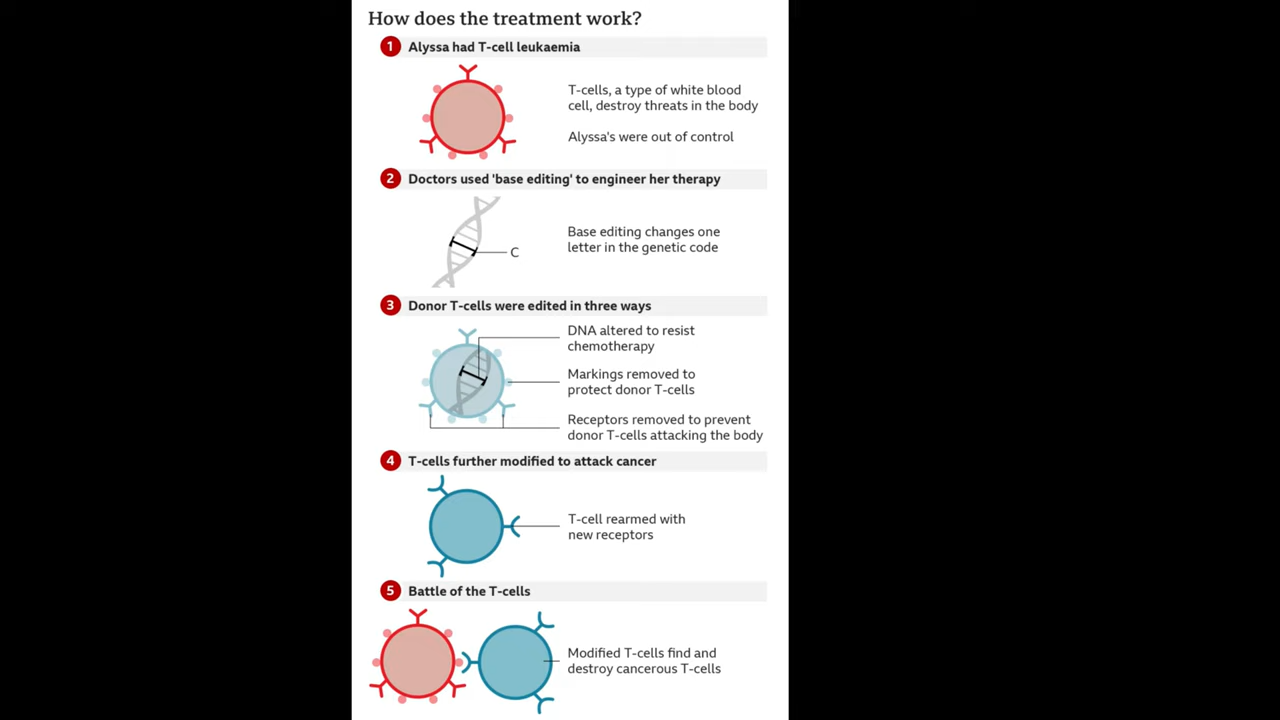 How does the treatment work?
1 Alyssa had T-cell leukaemia
T-cells, a type of white blood
cell, destroy threats in the body
Alyssa's were out of control
2 Doctors used 'base editing' to engineer her therapy
Base editing changes one
letter in the genetic code
C
3 Donor T-cells were edited in three ways
DNA altered to resist
chemotherapy
Markings removed to
protect donor T-cells
Receptors removed to prevent
donor T-cells attacking the body
4 T-cells further modified to attack cancer
T-cell rearmed with
new receptors
5 Battle of the T-cells
Modified T-cells find and
destroy cancerous T-cells